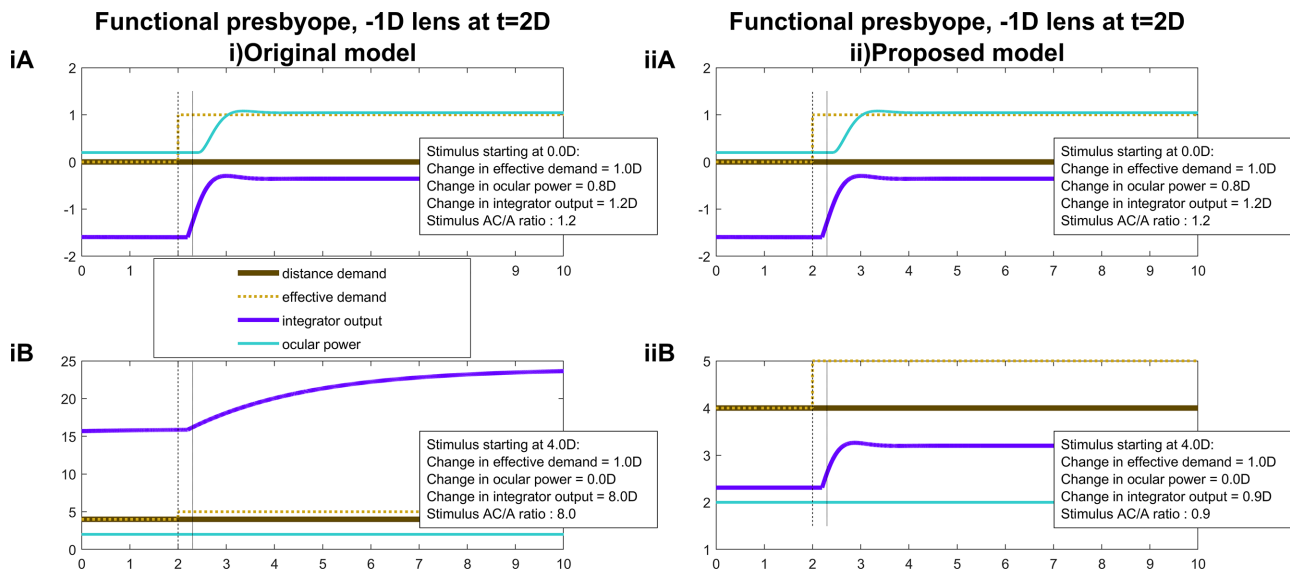 Functional presbyope, -1D lens at t=2D
i)Original model
iA
2
1
0
-1
-2
0 1 2 3 4 5 6 7 8 9 10
Stimulus starting at 0.0D:
Change in effective demand = 1.0D
Change in ocular power = 0.8D
Change in integrator output = 1.2D
Stimulus AC/A ratio : 1.2
distance demand
effective demand
integrator output
ocular power
iB
25
20
15
10
5
0
0 1 2 3 4 5 6 7 8 9 10
Stimulus starting at 4.0D:
Change in effective demand = 1.0D
Change in ocular power = 0.0D
Change in integrator output = 8.0D
Stimulus AC/A ratio : 8.0
Functional presbyope, -1D lens at t=2D
ii)Proposed model
iiA
2
1
0
-1
-2
0 1 2 3 4 5 6 7 8 9 10
Stimulus starting at 0.0D:
Change in effective demand = 1.0D
Change in ocular power = 0.8D
Change in integrator output = 1.2D
Stimulus AC/A ratio : 1.2
iiB
5
4
3
2
1
0 1 2 3 4 5 6 7 8 9 10
Stimulus starting at 4.0D:
Change in effective demand = 1.0D
Change in ocular power = 0.0D
Change in integrator output = 0.9D
Stimulus AC/A ratio : 0.9